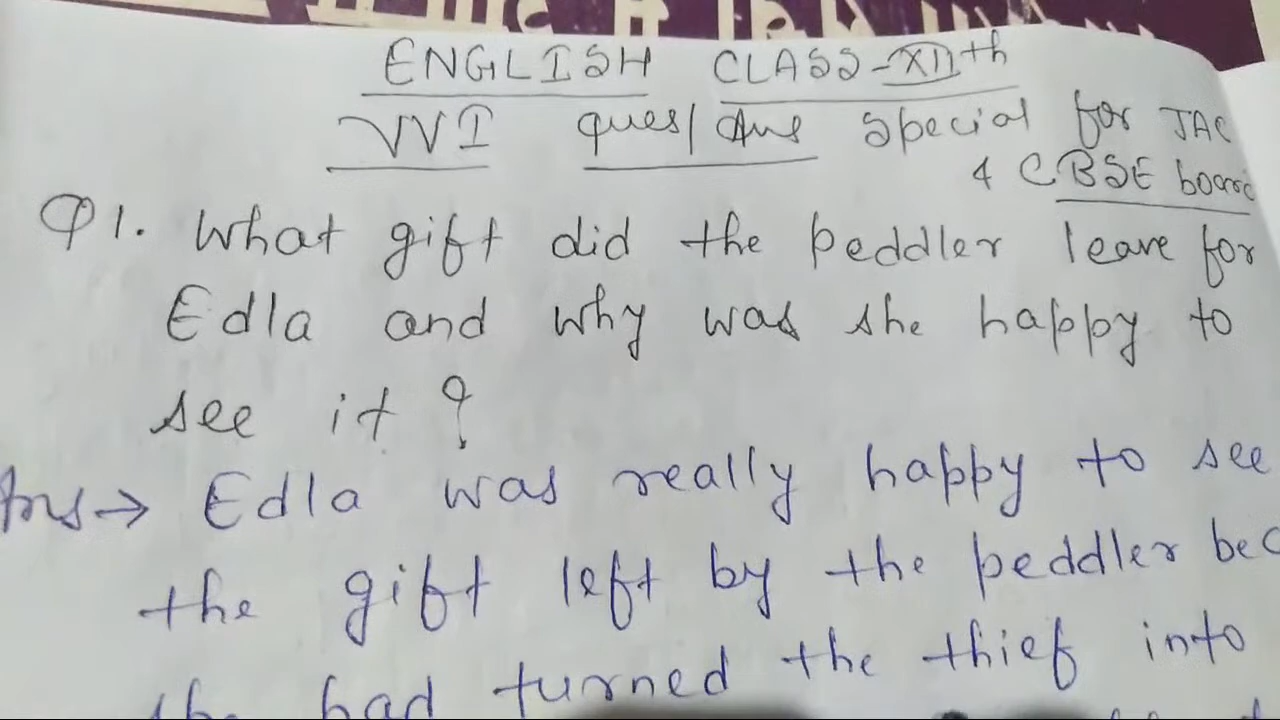 ENGLISH CLASS-XIIth
VVI ques/Ans special for JAC
& CBSE board
Q1. What gift did the peddler leave for
Edla and why was she happy to
see it?
Ans→ Edla was really happy to see
the gift left by the peddler bec
she had turned the thief into